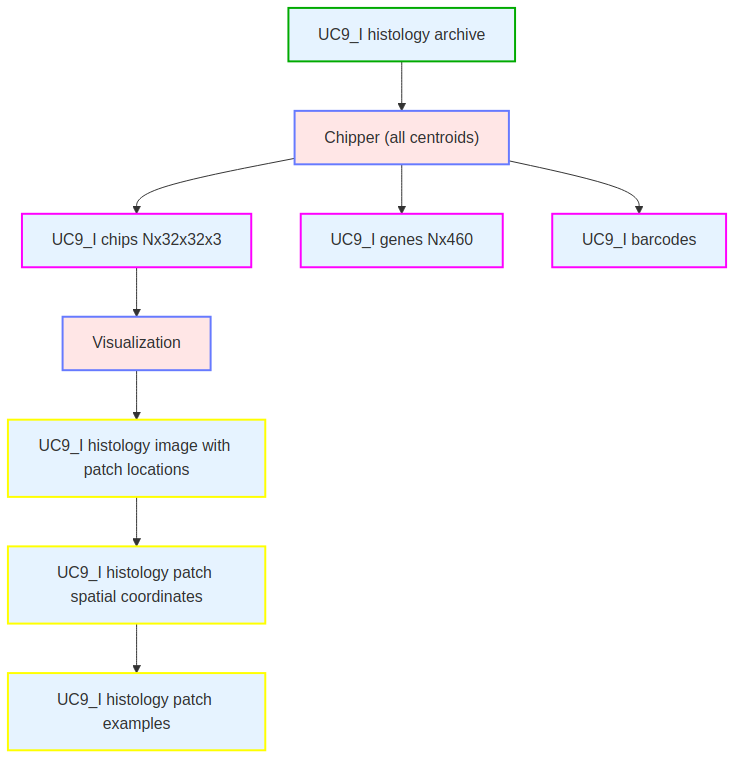 UC9_I histology archive
Chipper (all centroids)
UC9_I chips Nx32x32x3
UC9_I genes Nx460
UC9_I barcodes
Visualization
UC9_I histology image with
patch locations
UC9_I histology patch
spatial coordinates
UC9_I histology patch
examples